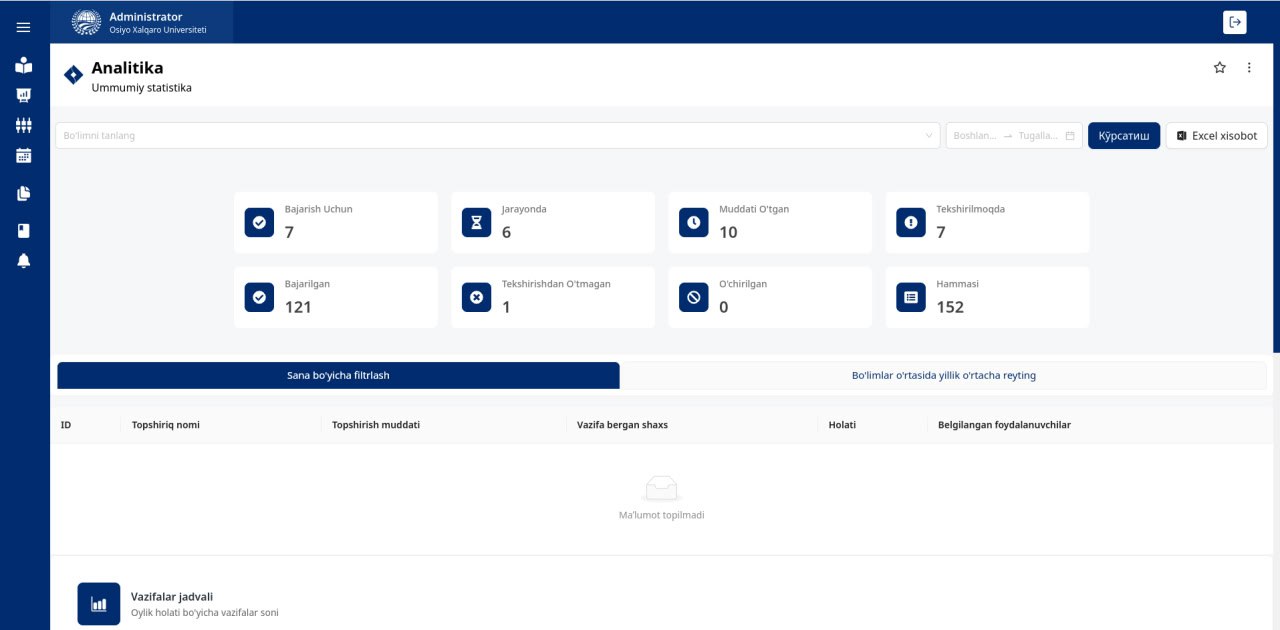 Administrator
Osiyo Xalqaro Universiteti
Analitika
Ummumiy statistika
Bo'limni tanlang
Boshlan... → Tugalla...
Кўрсатиш
Excel xisobot
Bajarish Uchun
7
Jarayonda
6
Muddati O'tgan
10
Tekshirilmoqda
7
Bajarilgan
121
Tekshirishdan O'tmagan
1
O'chirilgan
0
Hammasi
152
Sana bo'yicha filtrlash
Bo'limlar o'rtasida yillik o'rtacha reyting
ID Topshiriq nomi Topshirish muddati Vazifa bergan shaxs Holati Belgilangan foydalanuvchilar
Ma'lumot topilmadi
Vazifalar jadvali
Oylik holati bo'yicha vazifalar soni